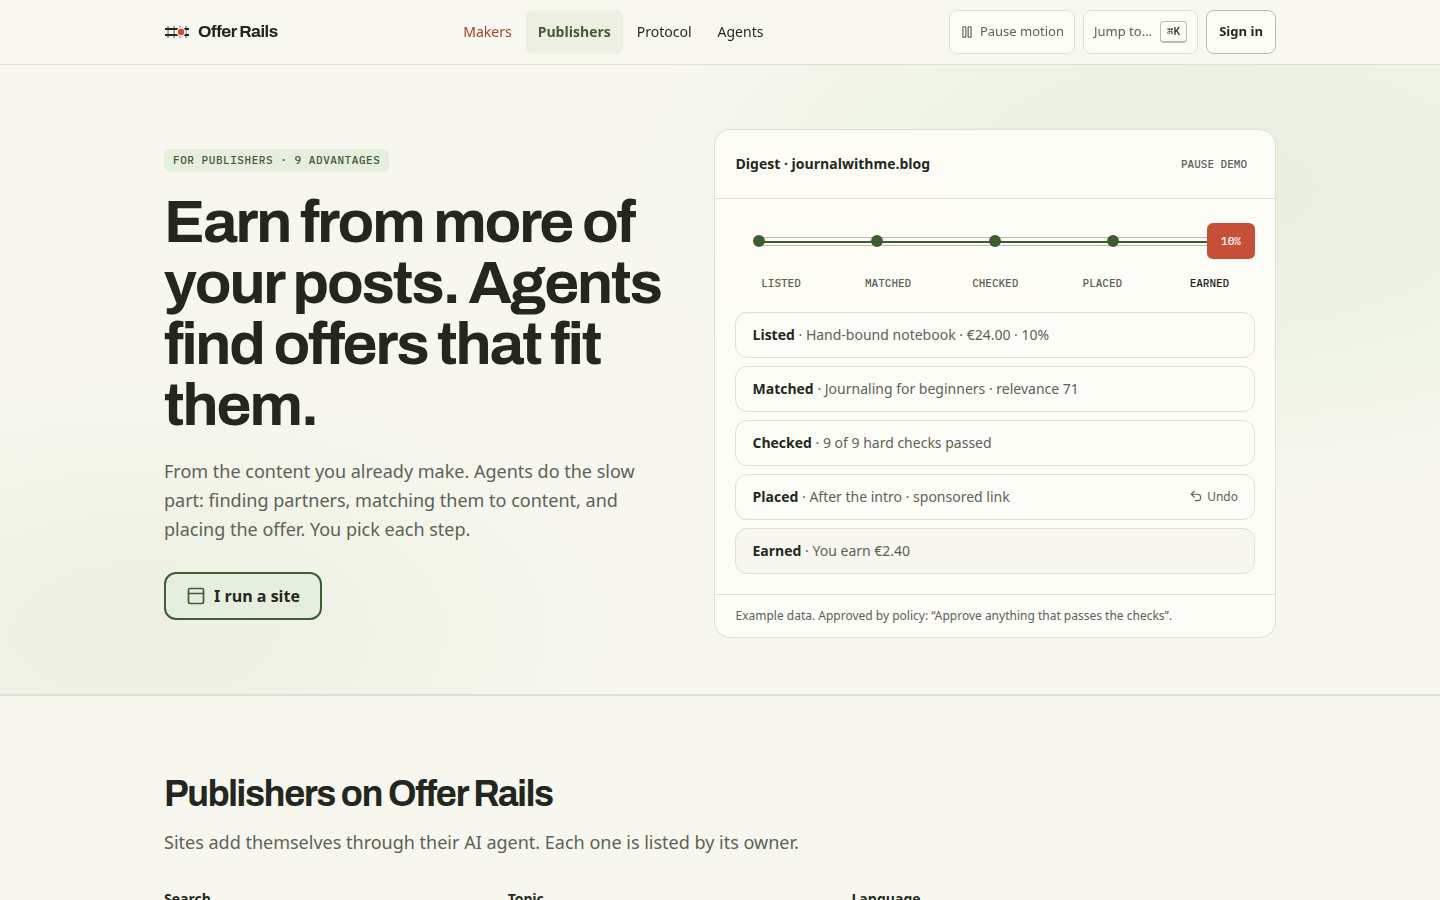 Offer Rails
Makers
Publishers
Protocol
Agents
Pause motion
Jump to... ⌘K
Sign in
FOR PUBLISHERS · 9 ADVANTAGES
Earn from more of
your posts. Agents
find offers that fit
them.
From the content you already make. Agents do the slow
part: finding partners, matching them to content, and
placing the offer. You pick each step.
I run a site
Digest · journalwithme.blog
PAUSE DEMO
10%
LISTED
MATCHED
CHECKED
PLACED
EARNED
Listed · Hand-bound notebook · €24.00 · 10%
Matched · Journaling for beginners · relevance 71
Checked · 9 of 9 hard checks passed
Placed · After the intro · sponsored link
Undo
Earned · You earn €2.40
Example data. Approved by policy: “Approve anything that passes the checks”.
Publishers on Offer Rails
Sites add themselves through their AI agent. Each one is listed by its owner.
Search
Topic
Language